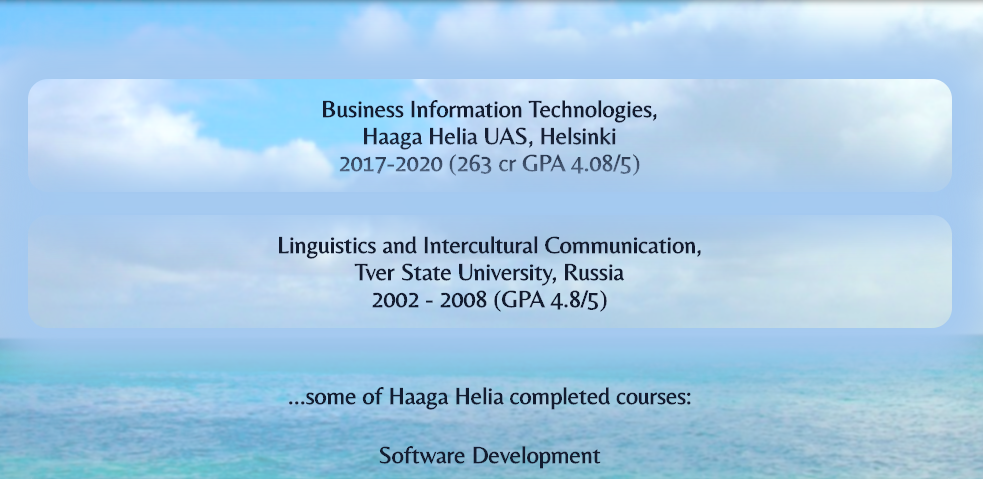 Business Information Technologies,
Haaga Helia UAS, Helsinki
2017-2020 (263 cr GPA 4.08/5)
Linguistics and Intercultural Communication,
Tver State University, Russia
2002 - 2008 (GPA 4.8/5)
...some of Haaga Helia completed courses:
Software Development